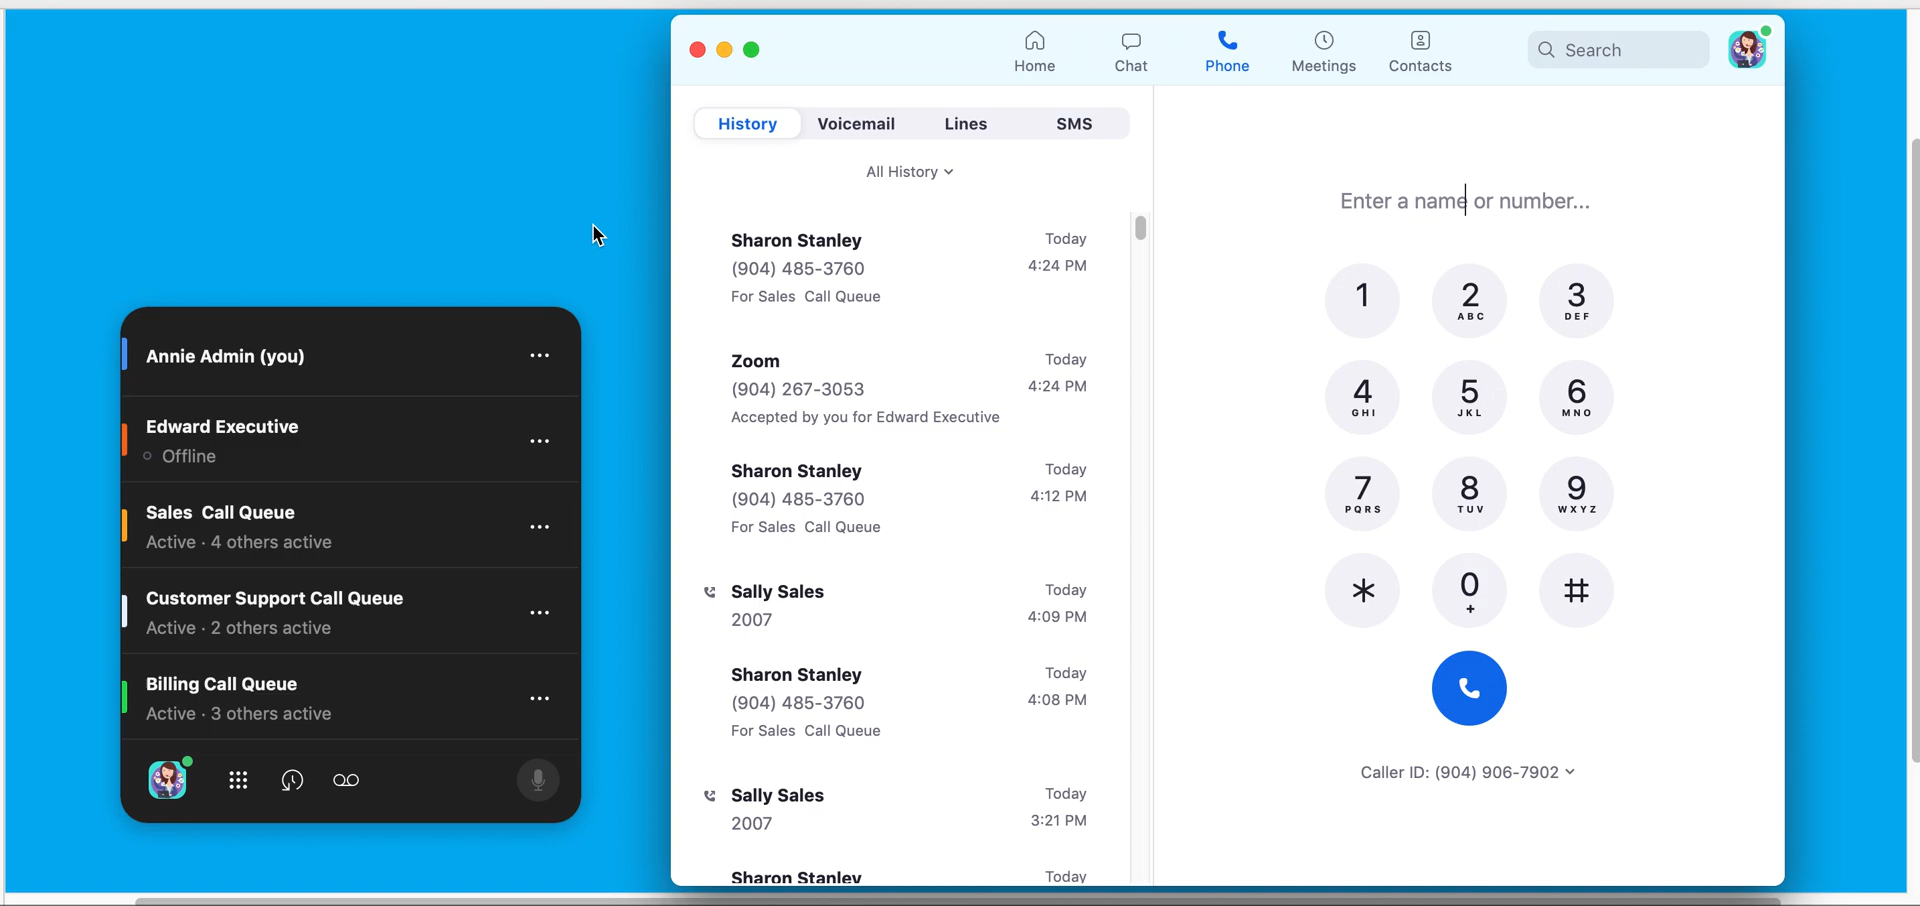 Annie Admin (you)
Edward Executive
Offline
Sales  Call Queue
Active · 4 others active
Customer Support Call Queue
Active · 2 others active
Billing Call Queue
Active · 3 others active
Home
Chat
Phone
Meetings
Contacts
Search
History
Voicemail
Lines
SMS
All History
Sharon Stanley
Today
(904) 485-3760
4:24 PM
For Sales  Call Queue
Zoom
Today
(904) 267-3053
4:24 PM
Accepted by you for Edward Executive
Sharon Stanley
Today
(904) 485-3760
4:12 PM
For Sales  Call Queue
Sally Sales
Today
2007
4:09 PM
Sharon Stanley
Today
(904) 485-3760
4:08 PM
For Sales  Call Queue
Sally Sales
Today
2007
3:21 PM
Sharon Stanley
Today
Enter a name or number...
1
2
ABC
3
DEF
4
GHI
5
JKL
6
MNO
7
PQRS
8
TUV
9
WXYZ
*
0
+
#
Caller ID: (904) 906-7902